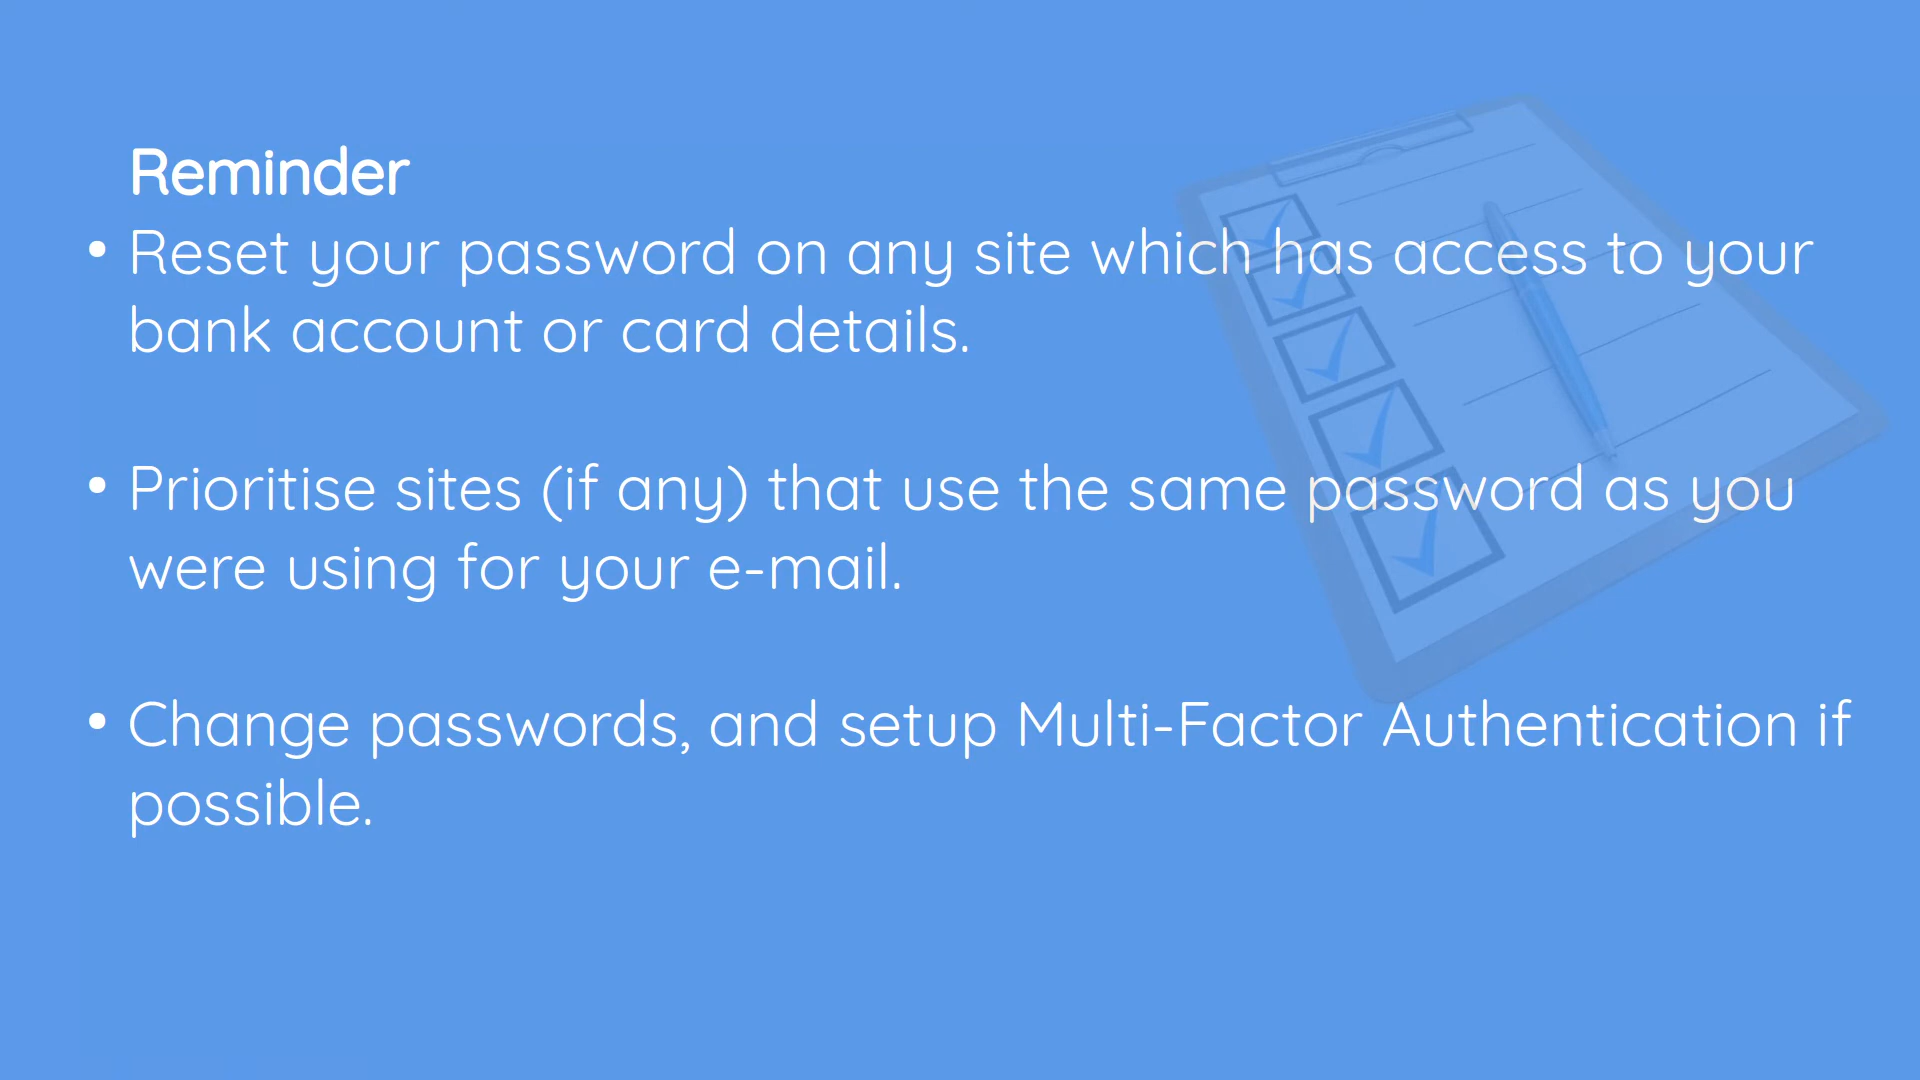 Reminder
• Reset your password on any site which has access to your
bank account or card details.
• Prioritise sites (if any) that use the same password as you
were using for your e-mail.
• Change passwords, and setup Multi-Factor Authentication if
possible.